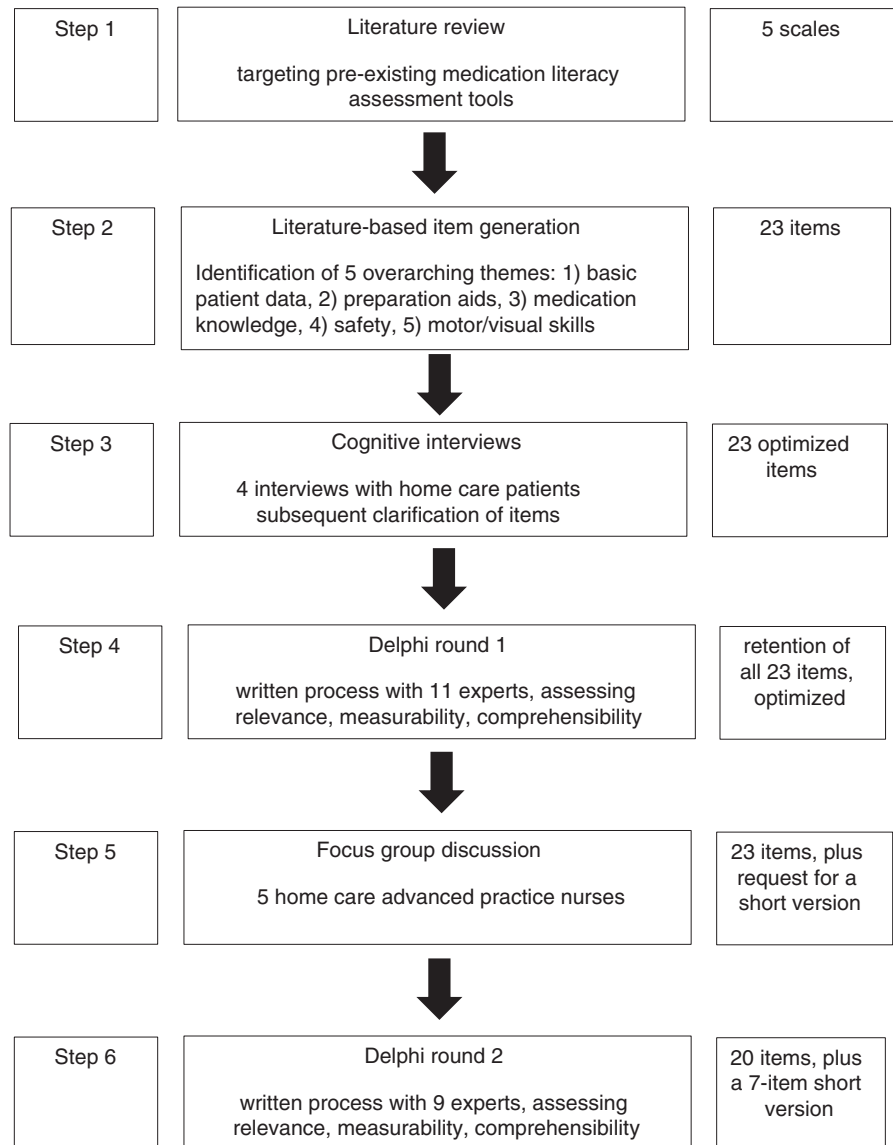 Step 1
Literature review
targeting pre-existing medication literacy
assessment tools
5 scales
Step 2
Literature-based item generation
Identification of 5 overarching themes: 1) basic
patient data, 2) preparation aids, 3) medication
knowledge, 4) safety, 5) motor/visual skills
23 items
Step 3
Cognitive interviews
4 interviews with home care patients
subsequent clarification of items
23 optimized
items
Step 4
Delphi round 1
written process with 11 experts, assessing
relevance, measurability, comprehensibility
retention of
all 23 items,
optimized
Step 5
Focus group discussion
5 home care advanced practice nurses
23 items, plus
request for a
short version
Step 6
Delphi round 2
written process with 9 experts, assessing
relevance, measurability, comprehensibility
20 items, plus
a 7-item short
version